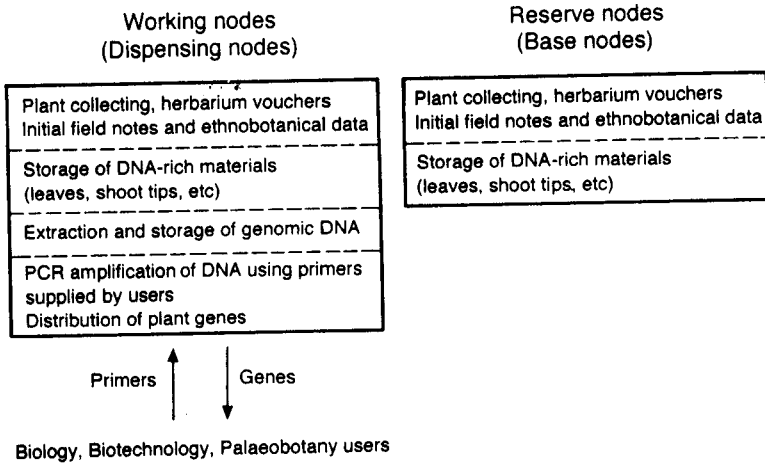 Working nodes
(Dispensing nodes)
Plant collecting, herbarium vouchers
Initial field notes and ethnobotanical data
Storage of DNA-rich materials
(leaves, shoot tips, etc)
Extraction and storage of genomic DNA
PCR amplification of DNA using primers
supplied by users
Distribution of plant genes
Primers
Genes
Biology, Biotechnology, Palaeobotany users
Reserve nodes
(Base nodes)
Plant collecting, herbarium vouchers
Initial field notes and ethnobotanical data
Storage of DNA-rich materials
(leaves, shoot tips, etc)